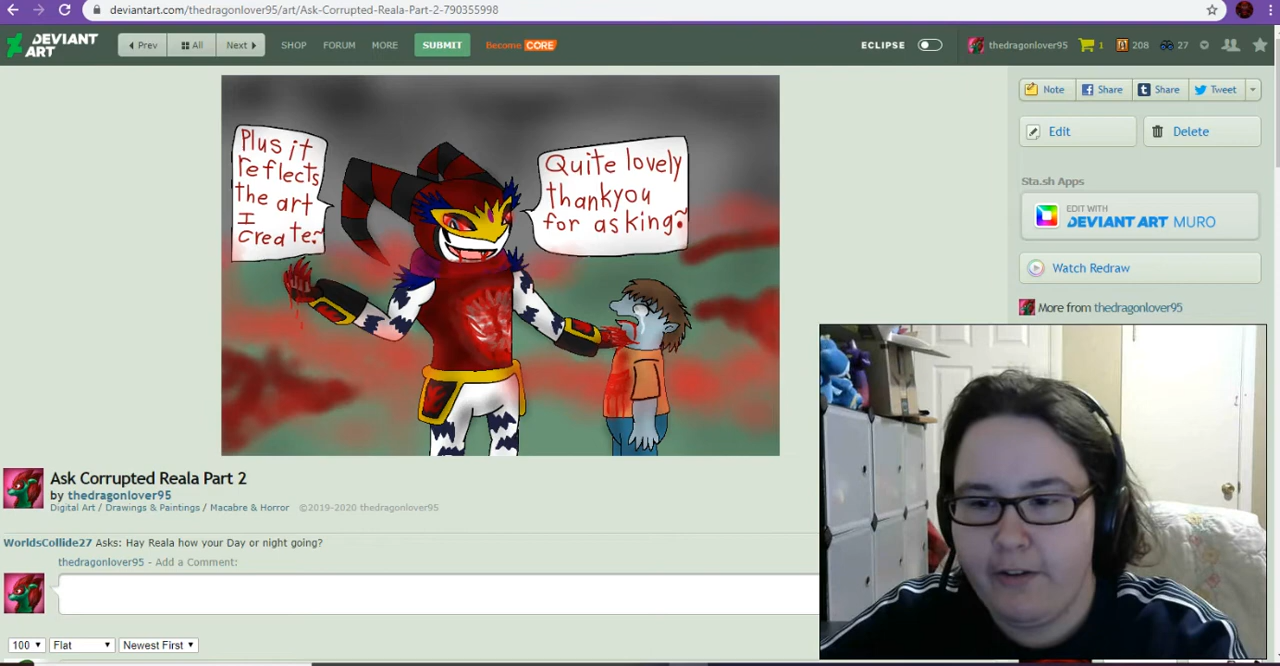 deviantart.com/thedragonlover95/art/Ask-Corrupted-Reala-Part-2-790355998
DEVIANT ART
Prev
All
Next
SHOP
FORUM
MORE
SUBMIT
Become CORE
ECLIPSE
thedragonlover95
1
208
27
Plus it
reflects
the art
I
create.~
Quite lovely
thankyou
for asking~
Note
Share
Share
Tweet
Edit
Delete
Sta.sh Apps
EDIT WITH
DEVIANT ART MURO
Watch Redraw
More from thedragonlover95
Ask Corrupted Reala Part 2
by thedragonlover95
Digital Art / Drawings & Paintings / Macabre & Horror ©2019-2020 thedragonlover95
WorldsCollide27 Asks: Hay Reala how your Day or night going?
thedragonlover95 - Add a Comment:
100
Flat
Newest First